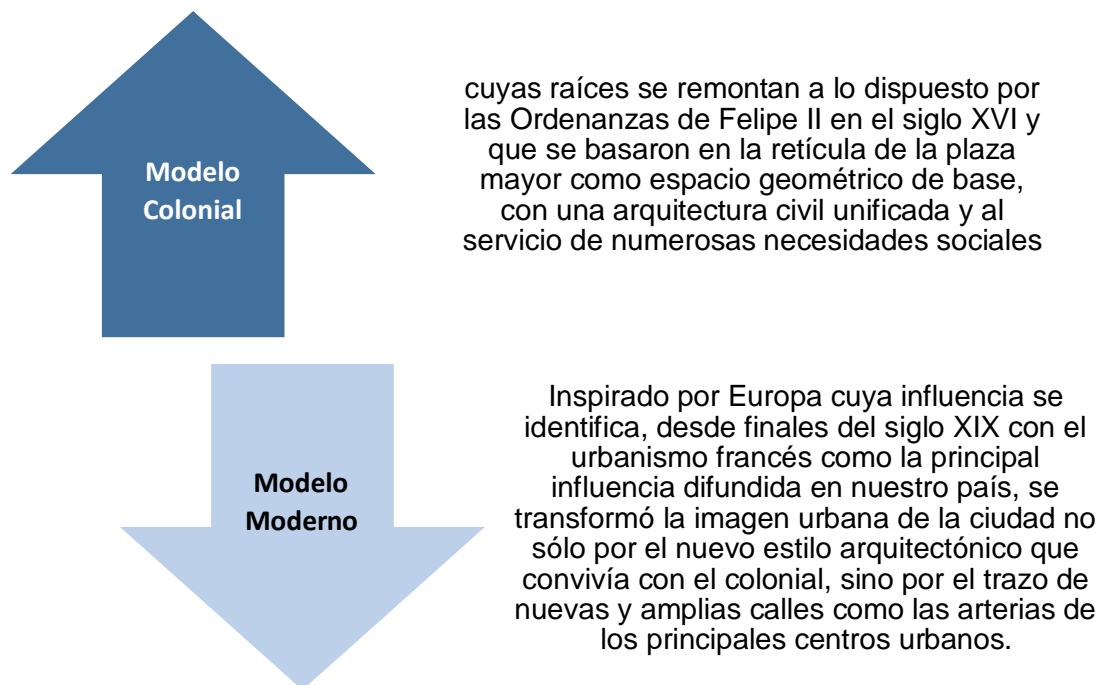 Modelo
Colonial
cuyas raíces se remontan a lo dispuesto por
las Ordenanzas de Felipe II en el siglo XVI y
que se basaron en la retícula de la plaza
mayor como espacio geométrico de base,
con una arquitectura civil unificada y al
servicio de numerosas necesidades sociales
Modelo
Moderno
Inspirado por Europa cuya influencia se
identifica, desde finales del siglo XIX con el
urbanismo francés como la principal
influencia difundida en nuestro país, se
transformó la imagen urbana de la ciudad no
sólo por el nuevo estilo arquitectónico que
convivía con el colonial, sino por el trazo de
nuevas y amplias calles como las arterias de
los principales centros urbanos.